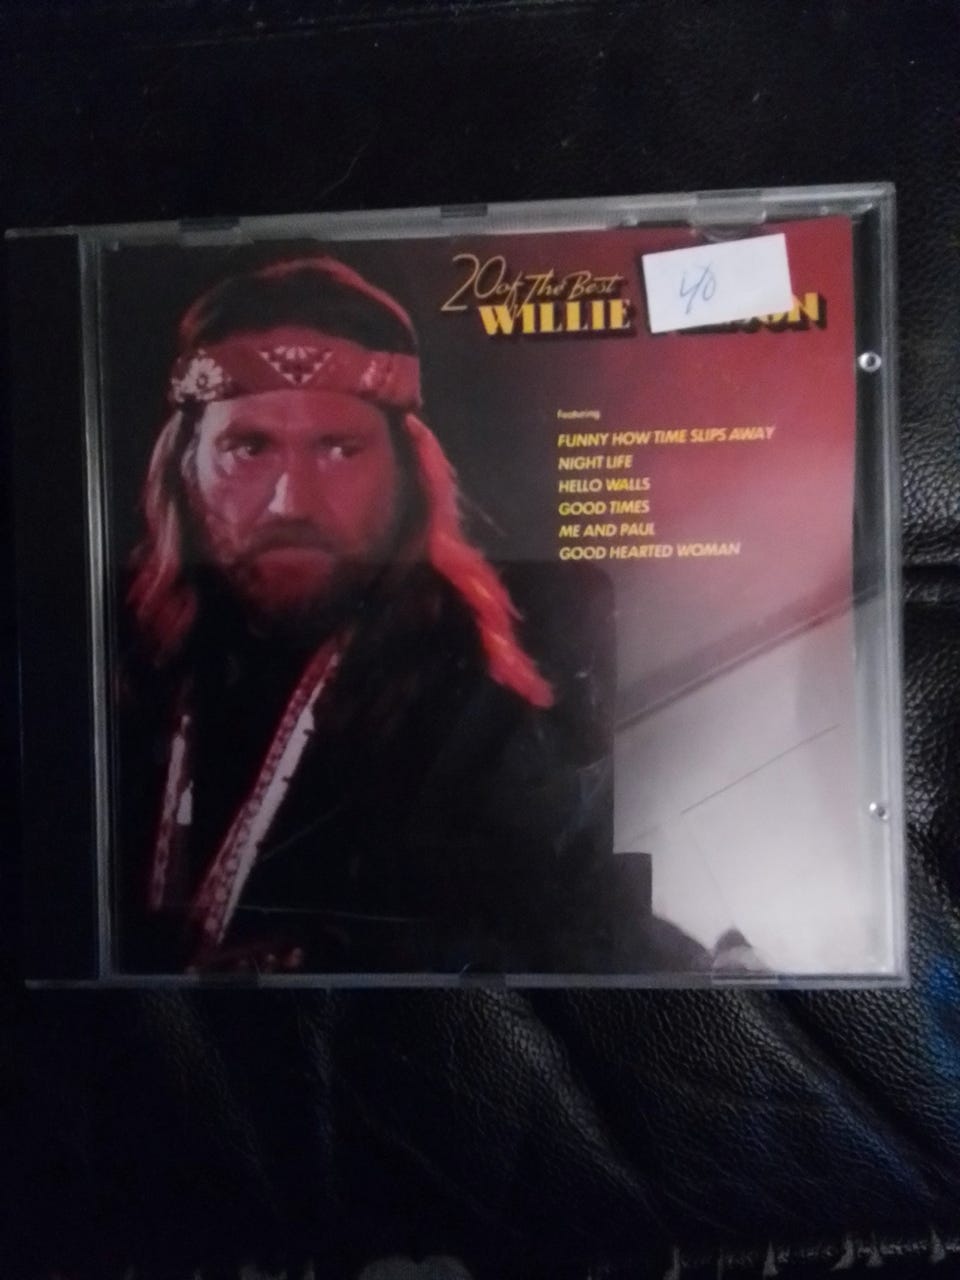 20 of The Best
WILLIE
40
Featuring
FUNNY HOW TIME SLIPS AWAY
NIGHT LIFE
HELLO WALLS
GOOD TIMES
ME AND PAUL
GOOD HEARTED WOMAN